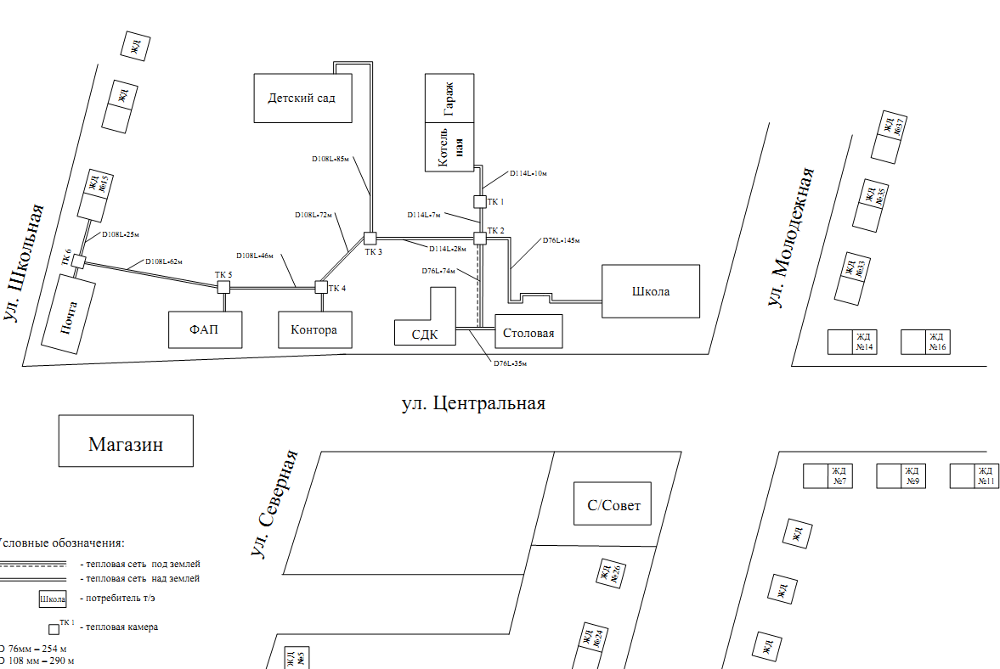 ЖД
ЖД
Детский сад
Гараж
Котель
ная
ЖД
№37
D108L-85м
ЖД
№15
D114L-10м
ТК 1
ЖД
№35
ул. Молодежная
D108L-72м
D114L-7м
ТК 2
ул. Школьная
D108L-25м
ТК 6
D108L-62м
D108L-46м
ТК 3
D114L-28м
D76L-145м
D76L-74м
ЖД
№33
ТК 5
ТК 4
Школа
Почта
ФАП
Контора
СДК
Столовая
ЖД
№14
ЖД
№16
D76L-35м
ул. Центральная
Магазин
ул. Северная
С/Совет
ЖД
№7
ЖД
№9
ЖД
№11
ЖД
Условные обозначения:
- тепловая сеть под землей
- тепловая сеть над землей
Школа - потребитель т/э
ТК 1
- тепловая камера
D 76мм – 254 м
D 108 мм – 290 м
ЖД
№26
ЖД
ЖД
№24
ЖД
ЖД
№5